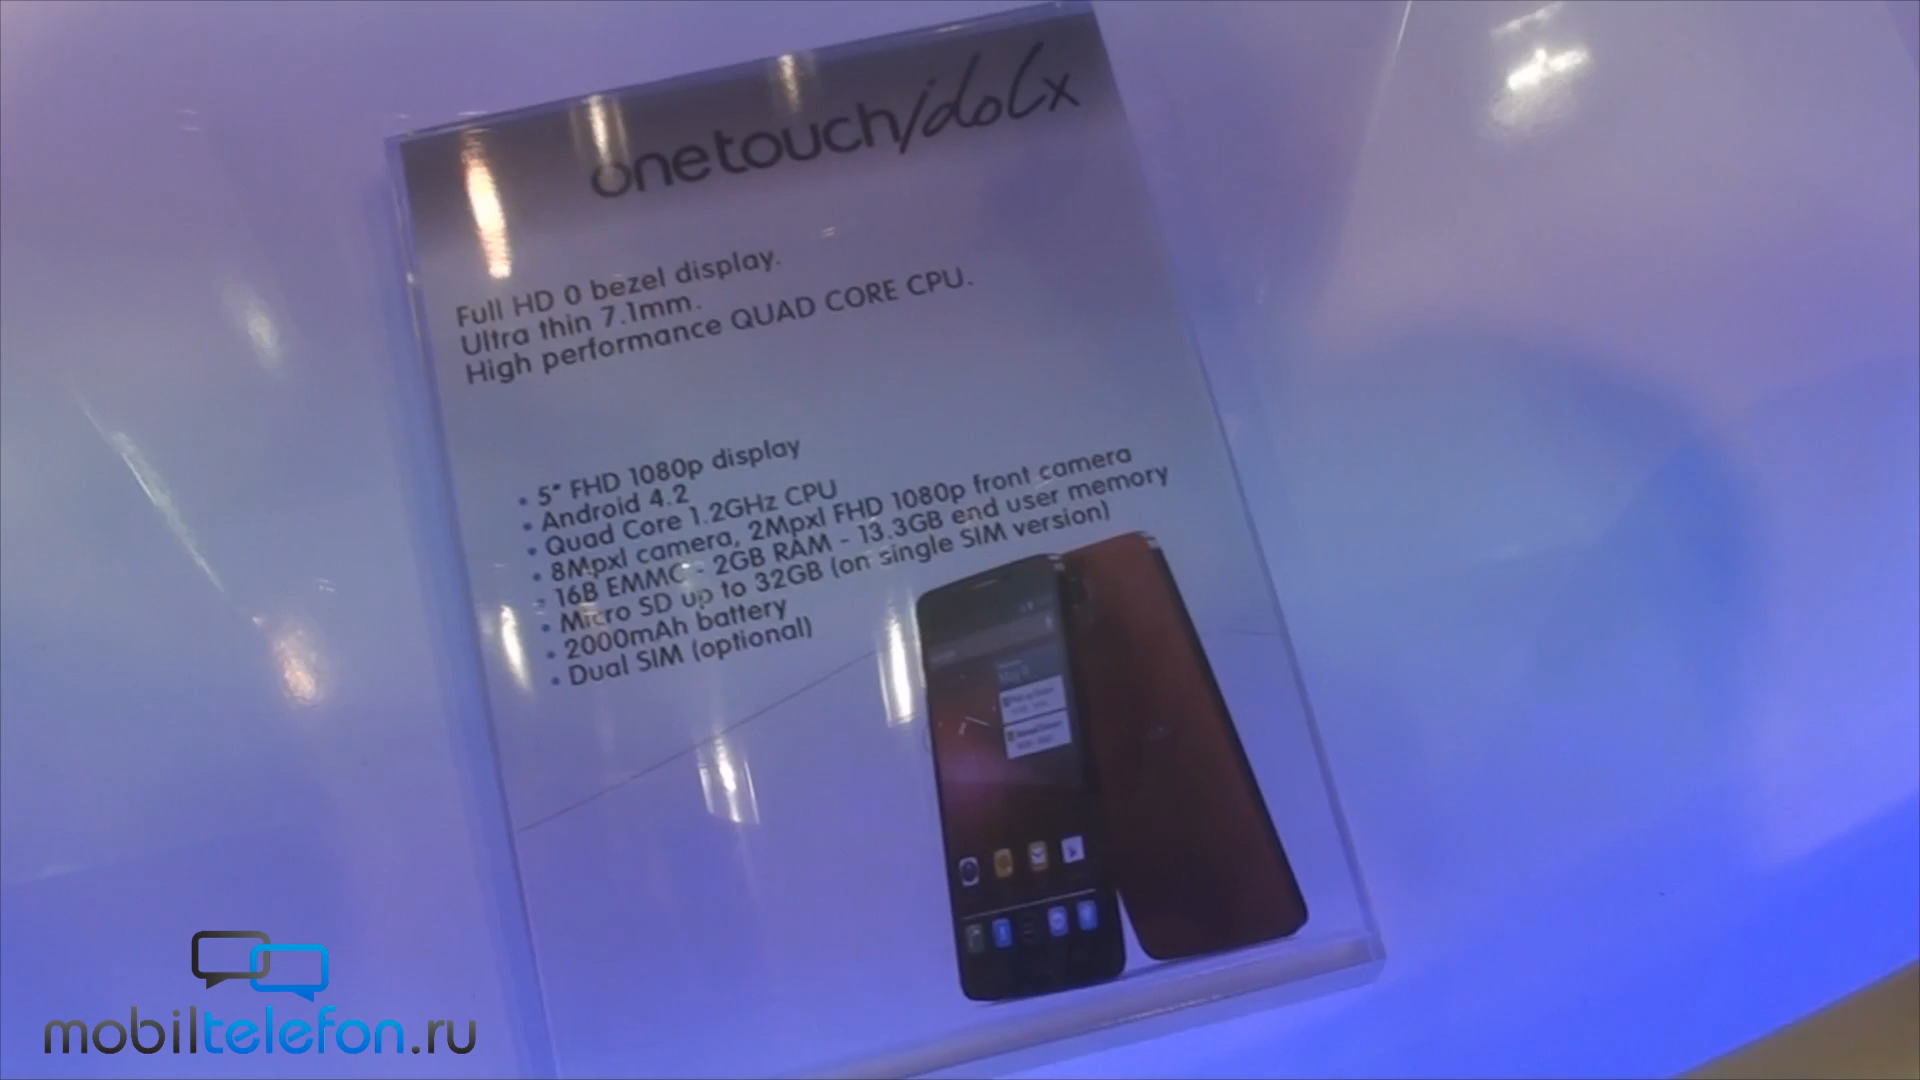 onetouch idol x
Full HD 0 bezel display.
Ultra thin 7.1mm.
High performance QUAD CORE CPU.
• 5" FHD 1080p display
• Android 4.2
• Quad Core 1.2GHz CPU
• 8Mpxl camera, 2Mpxl FHD 1080p front camera
• 16B EMMC - 2GB RAM - 13.3GB end user memory
• Micro SD up to 32GB (on single SIM version)
• 2000mAh battery
• Dual SIM (optional)
mobiltelefon.ru